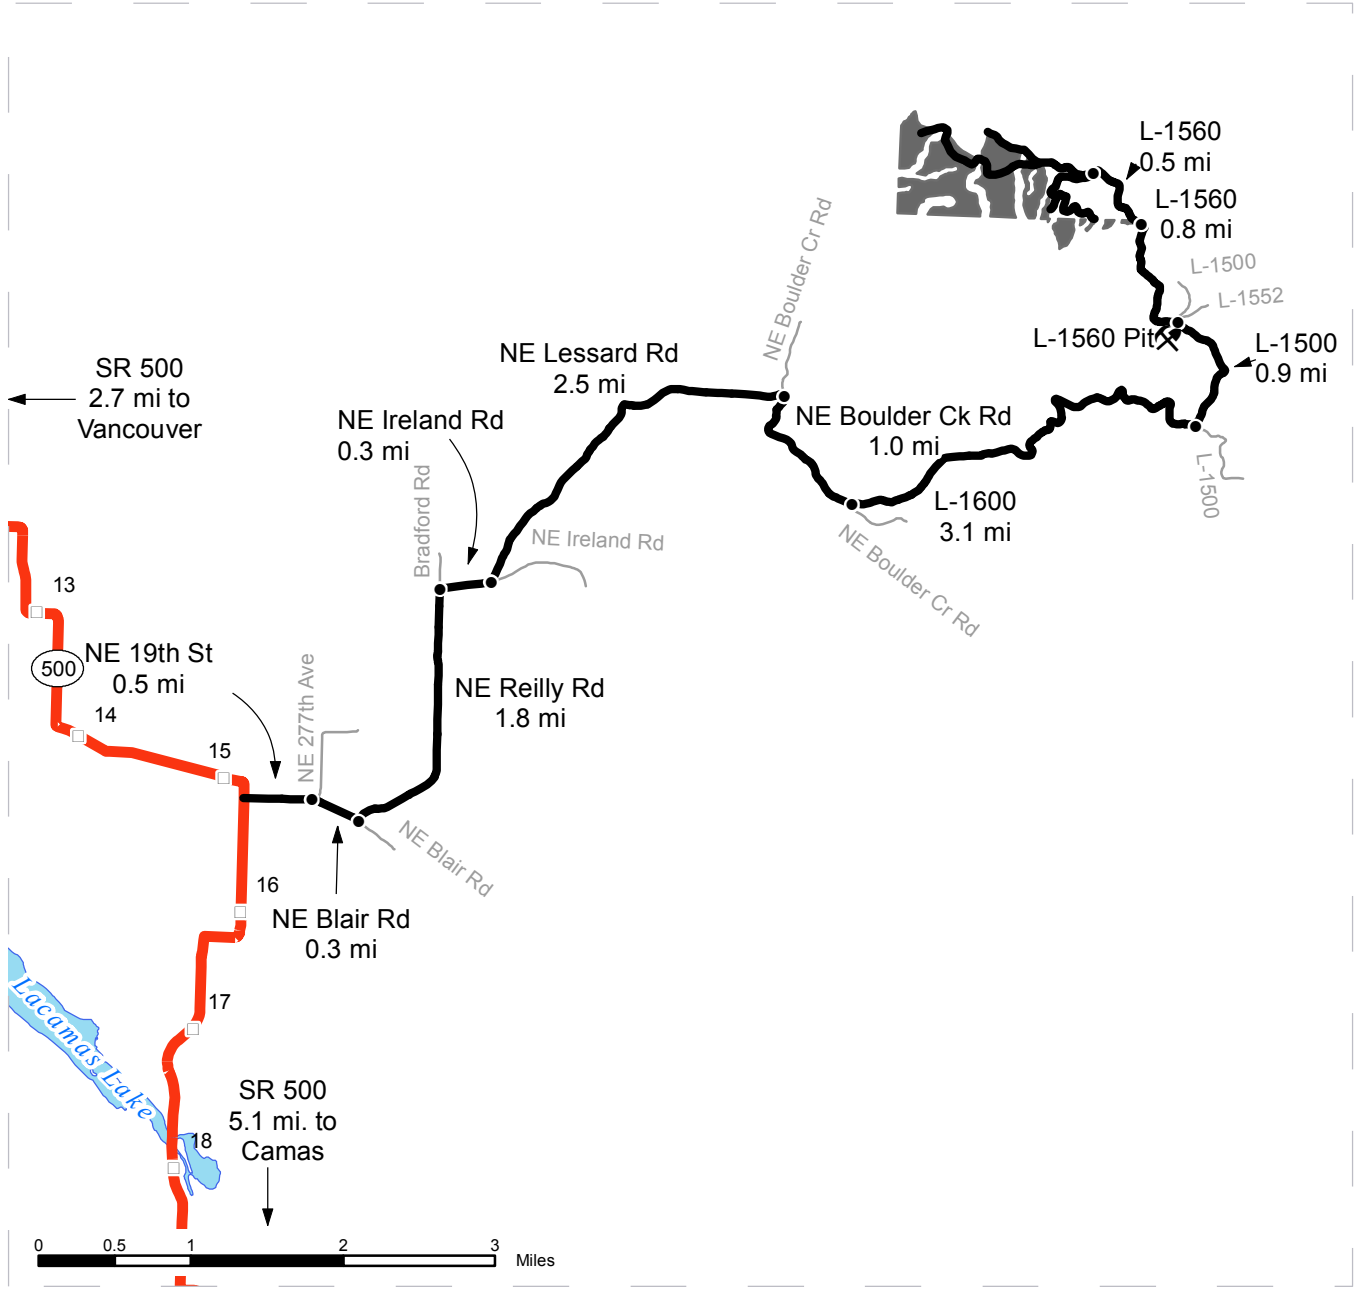 L-1560
0.5 mi
L-1560
0.8 mi
L-1500
L-1552
NE Boulder Cr Rd
L-1560 Pit
L-1500
0.9 mi
NE Lessard Rd
2.5 mi
SR 500
2.7 mi to
Vancouver
NE Ireland Rd
0.3 mi
NE Boulder Ck Rd
1.0 mi
Bradford Rd
L-1500
L-1600
3.1 mi
NE Ireland Rd
NE Boulder Cr Rd
13
500
NE 19th St
0.5 mi
NE 277th Ave
NE Reilly Rd
1.8 mi
14
15
NE Blair Rd
16
NE Blair Rd
0.3 mi
17
Lacamas Lake
SR 500
5.1 mi. to
Camas
18
0 0.5 1 2 3
Miles